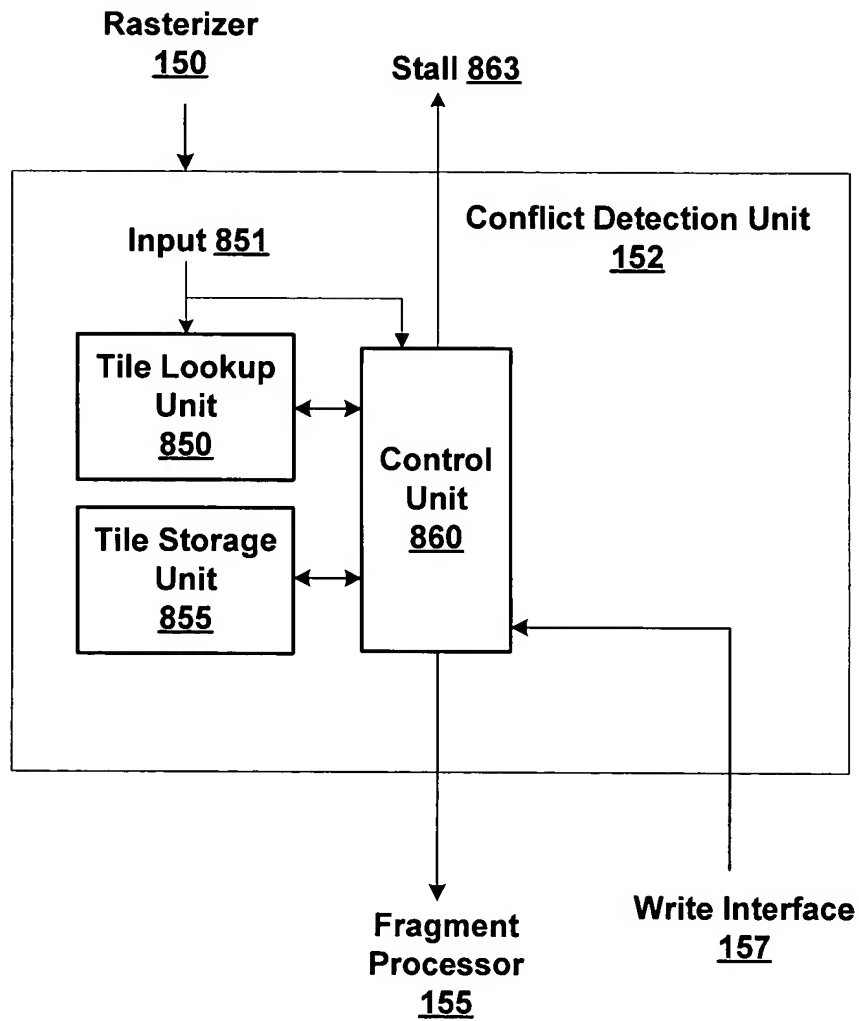 Rasterizer
150
Stall 863
Conflict Detection Unit
152
Input 851
Tile Lookup
Unit
850
Control
Unit
860
Tile Storage
Unit
855
Fragment
Processor
155
Write Interface
157